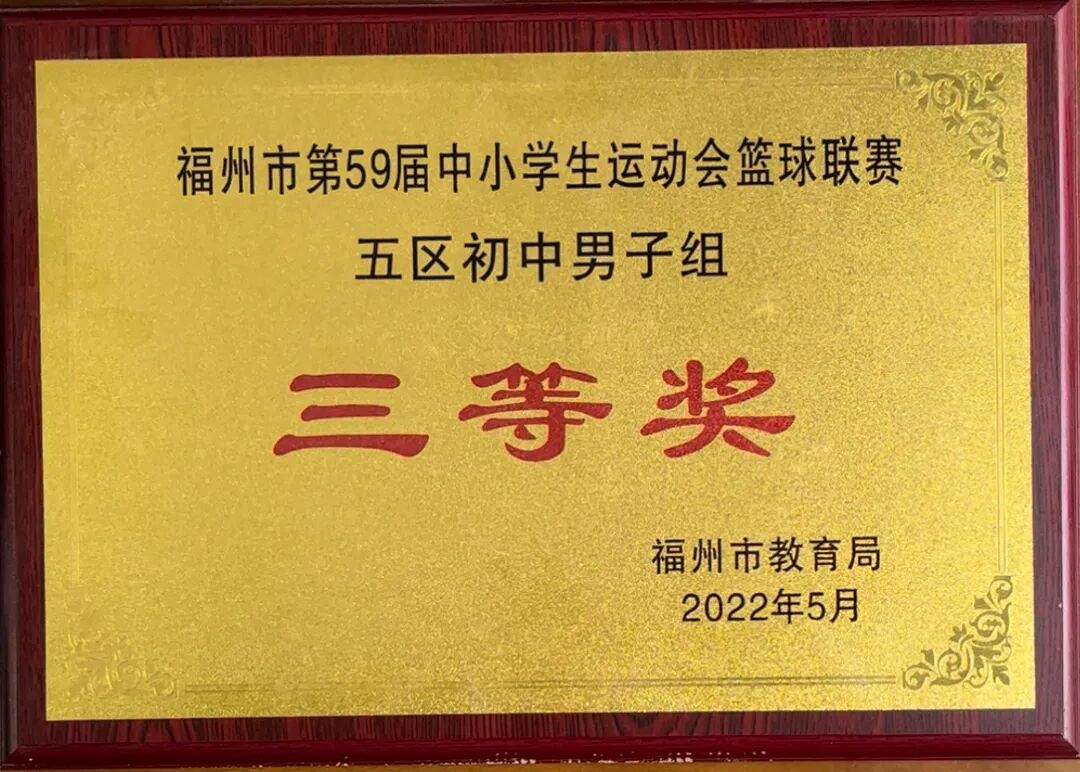 福州市第59届中小学生运动会篮球联赛
五区初中男子组
三等奖
福州市教育局
2022年5月